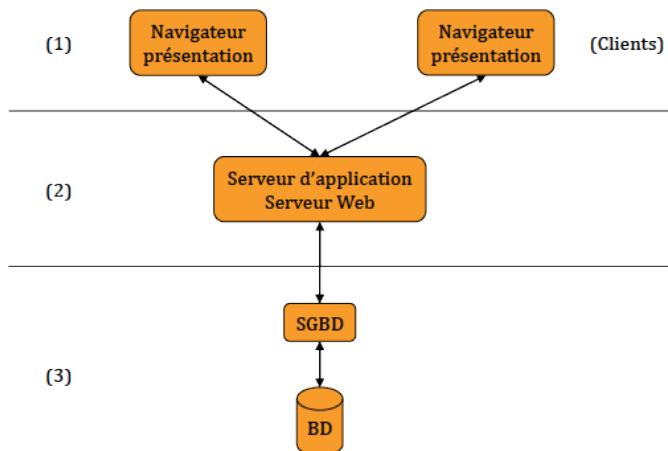 (1)
Navigateur
présentation
Navigateur
présentation
(Clients)
(2)
Serveur d'application
Serveur Web
SGBD
(3)
BD